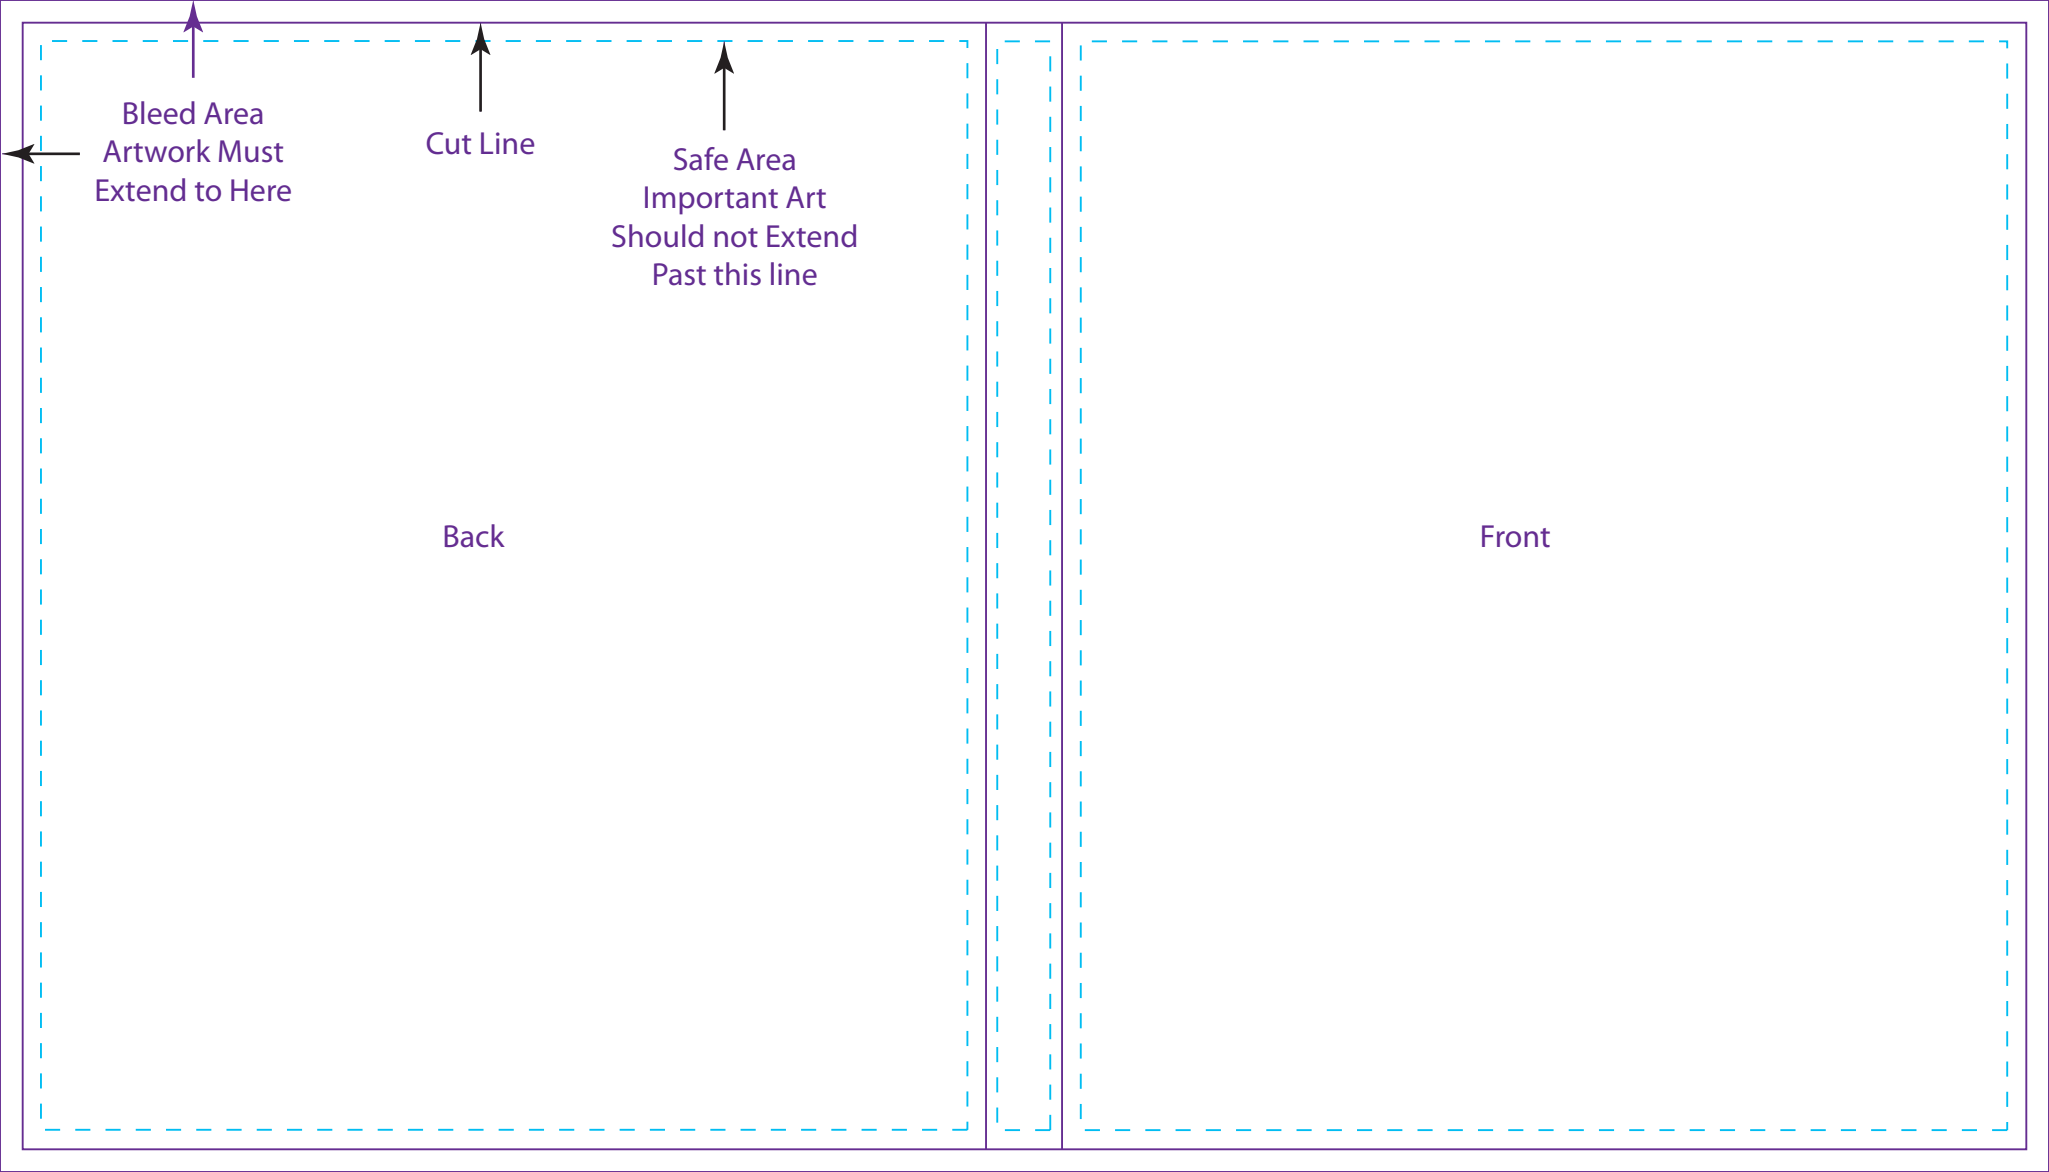 Bleed Area
Artwork Must
Extend to Here
Cut Line
Safe Area
Important Art
Should not Extend
Past this line
Back
Front